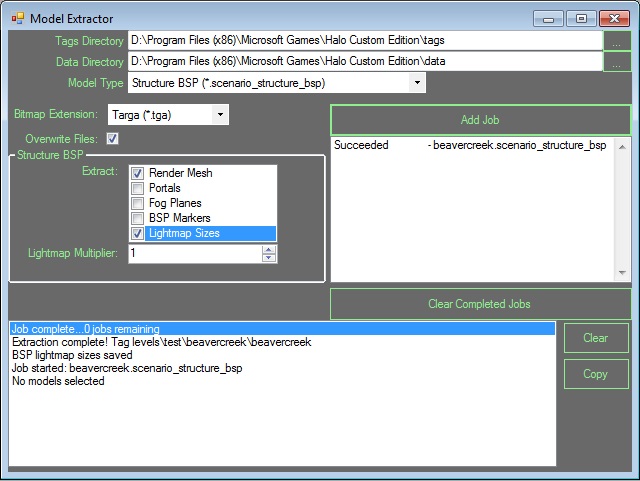 Model Extractor
Tags Directory D:\Program Files (x86)\Microsoft Games\Halo Custom Edition\tags ...
Data Directory D:\Program Files (x86)\Microsoft Games\Halo Custom Edition\data ...
Model Type Structure BSP (*.scenario_structure_bsp)
Bitmap Extension: Targa (*.tga)
Overwrite Files:
Structure BSP
Extract: Render Mesh
Portals
Fog Planes
BSP Markers
Lightmap Sizes
Lightmap Multiplier: 1
Add Job
Succeeded - beavercreek.scenario_structure_bsp
Clear Completed Jobs
Job complete...0 jobs remaining
Extraction complete! Tag levels\test\beavercreek\beavercreek
BSP lightmap sizes saved
Job started: beavercreek.scenario_structure_bsp
No models selected
Clear
Copy